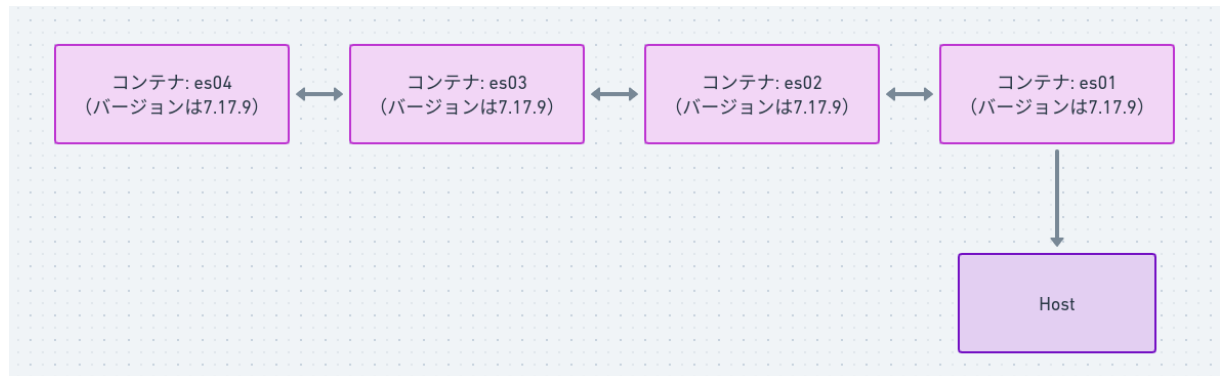 コンテナ: es04
（バージョンは7.17.9）
コンテナ: es03
（バージョンは7.17.9）
コンテナ: es02
（バージョンは7.17.9）
コンテナ: es01
（バージョンは7.17.9）
Host